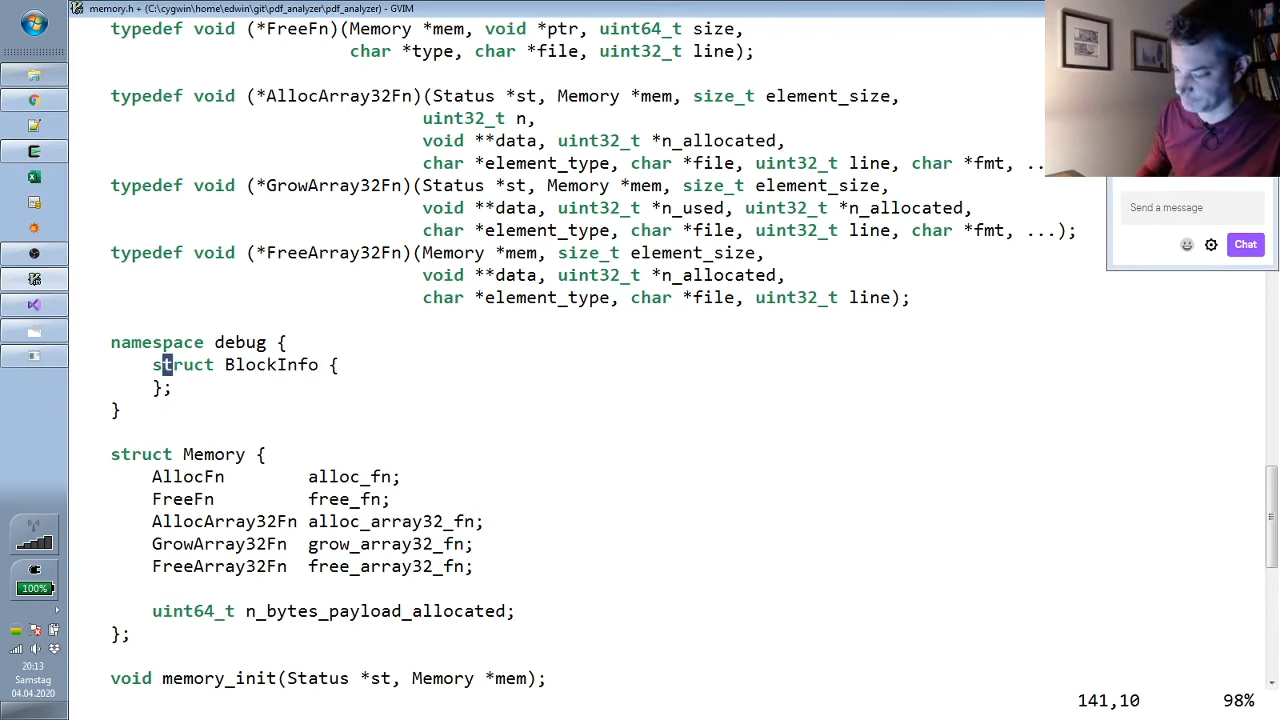 memory.h + (C:\cygwin\home\edwin\git\pdf_analyzer\pdf_analyzer) - GVIM
typedef void (*FreeFn)(Memory *mem, void *ptr, uint64_t size,
char *type, char *file, uint32_t line);
typedef void (*AllocArray32Fn)(Status *st, Memory *mem, size_t element_size,
uint32_t n,
void **data, uint32_t *n_allocated,
char *element_type, char *file, uint32_t line, char *fmt, ...
typedef void (*GrowArray32Fn)(Status *st, Memory *mem, size_t element_size,
void **data, uint32_t *n_used, uint32_t *n_allocated,
char *element_type, char *file, uint32_t line, char *fmt, ...);
typedef void (*FreeArray32Fn)(Memory *mem, size_t element_size,
void **data, uint32_t *n_allocated,
char *element_type, char *file, uint32_t line);
namespace debug {
struct BlockInfo {
};
}
struct Memory {
AllocFn alloc_fn;
FreeFn free_fn;
AllocArray32Fn alloc_array32_fn;
GrowArray32Fn grow_array32_fn;
FreeArray32Fn free_array32_fn;
uint64_t n_bytes_payload_allocated;
};
void memory_init(Status *st, Memory *mem);
141,10 98%
Send a message
Chat
100%
20:13
Samstag
04.04.2020